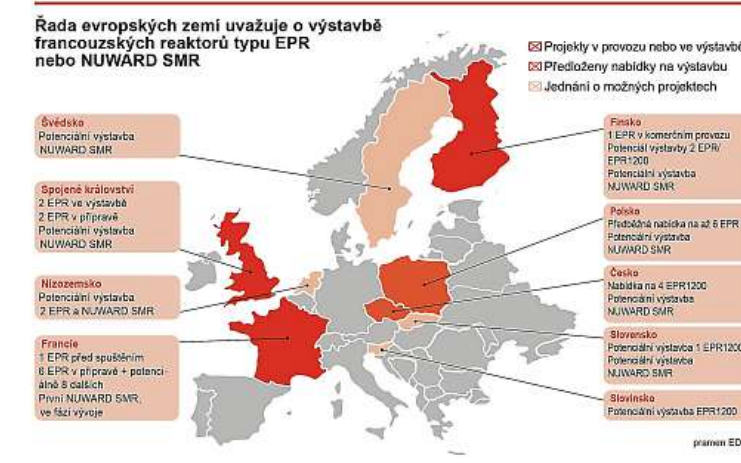 Řada evropských zemí uvažuje o výstavbě
francouzských reaktorů typu EPR
nebo NUWARD SMR
Projekty v provozu nebo ve výstavbě
Předloženy nabídky na výstavbu
Jednání o možných projektech
Švédsko
Potenciální výstavba
NUWARD SMR
Spojené království
2 EPR ve výstavbě
2 EPR v přípravě
Potenciální výstavba
NUWARD SMR
Nizozemsko
Potenciální výstavba
2 EPR a NUWARD SMR
Francie
1 EPR před spuštěním
6 EPR v přípravě + potenci-
álně 8 dalších
První NUWARD SMR,
ve fázi vývoje
Finsko
1 EPR v komerčním provozu
Potenciál výstavby 2 EPR/
EPR1200
Potenciální výstavba
NUWARD SMR
Polsko
Předběžná nabídka na až 6 EPR
Potenciální výstavba
NUWARD SMR
Česko
Nabídka na 4 EPR1200
Potenciální výstavba
NUWARD SMR
Slovensko
Potenciální výstavba 1 EPR1200
Potenciální výstavba
NUWARD SMR
Slovinsko
Potenciální výstavba EPR1200
pramen ED